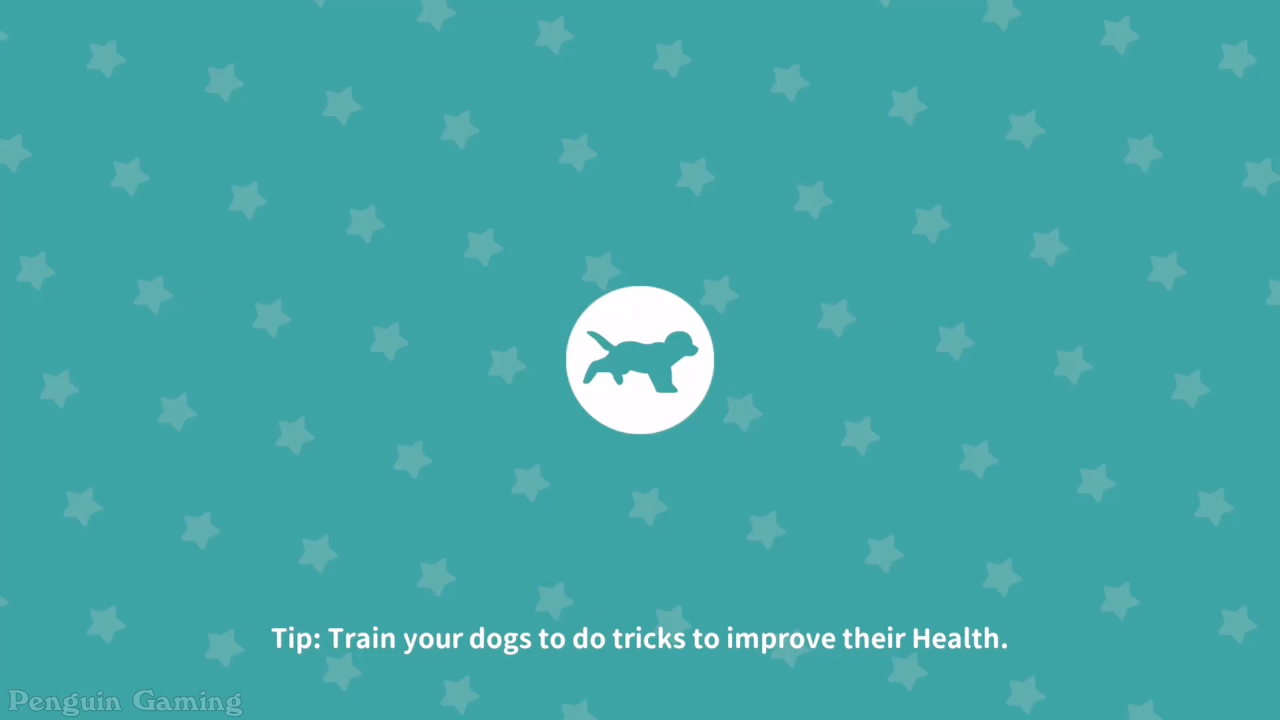 Tip: Train your dogs to do tricks to improve their Health.
Penguin Gaming